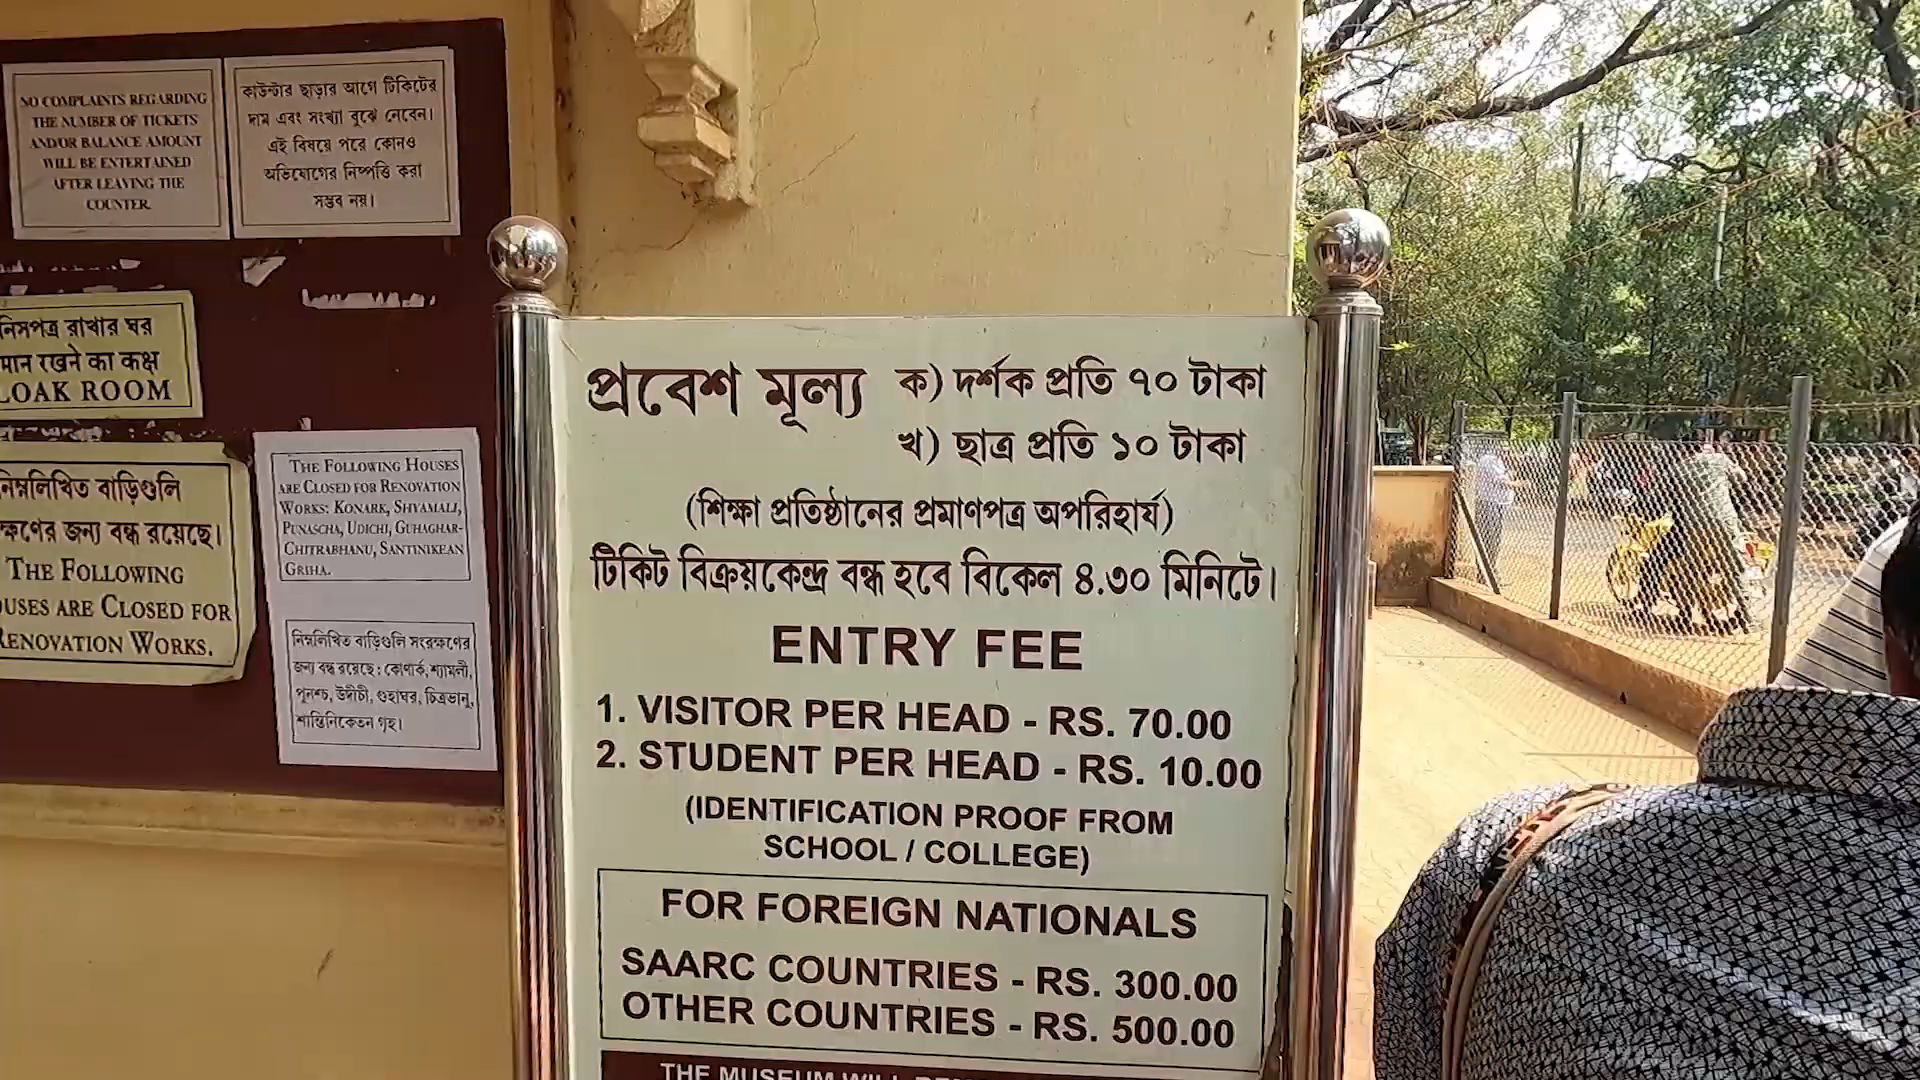 NO COMPLAINTS REGARDING
THE NUMBER OF TICKETS
AND/OR BALANCE AMOUNT
WILL BE ENTERTAINED
AFTER LEAVING THE
COUNTER.
কাউন্টার ছাড়ার আগে টিকিটের
দাম এবং সংখ্যা বুঝে নেবেন।
এই বিষয়ে পরে কোনও
অভিযোগের নিষ্পত্তি করা
সম্ভব নয়।
নিসপত্র রাখার ঘর
मान रखने का कक्ष
LOAK ROOM
নিম্নলিখিত বাড়িগুলি
ক্ষণের জন্য বন্ধ রয়েছে।
THE FOLLOWING
OUSES ARE CLOSED FOR
RENOVATION WORKS.
THE FOLLOWING HOUSES
ARE CLOSED FOR RENOVATION
WORKS: KONARK, SHYAMALI,
PUNASCHA, UDICHI, GUHAGHAR-
CHITRABHANU, SANTINIKEAN
GRIHA.
নিম্নলিখিত বাড়িগুলি সংরক্ষণের
জন্য বন্ধ রয়েছে : কোণার্ক, শ্যামলী,
পুনশ্চ, উদীচী, গুহাঘর, চিত্রভানু,
শান্তিনিকেতন গৃহ।
প্রবেশ মূল্য ক) দর্শক প্রতি ৭০ টাকা
খ) ছাত্র প্রতি ১০ টাকা
(শিক্ষা প্রতিষ্ঠানের প্রমাণপত্র অপরিহার্য)
টিকিট বিক্রয়কেন্দ্র বন্ধ হবে বিকেল ৪.৩০ মিনিটে।
ENTRY FEE
1. VISITOR PER HEAD - RS. 70.00
2. STUDENT PER HEAD - RS. 10.00
(IDENTIFICATION PROOF FROM
SCHOOL / COLLEGE)
FOR FOREIGN NATIONALS
SAARC COUNTRIES - RS. 300.00
OTHER COUNTRIES - RS. 500.00
THE MUSEUM WILL